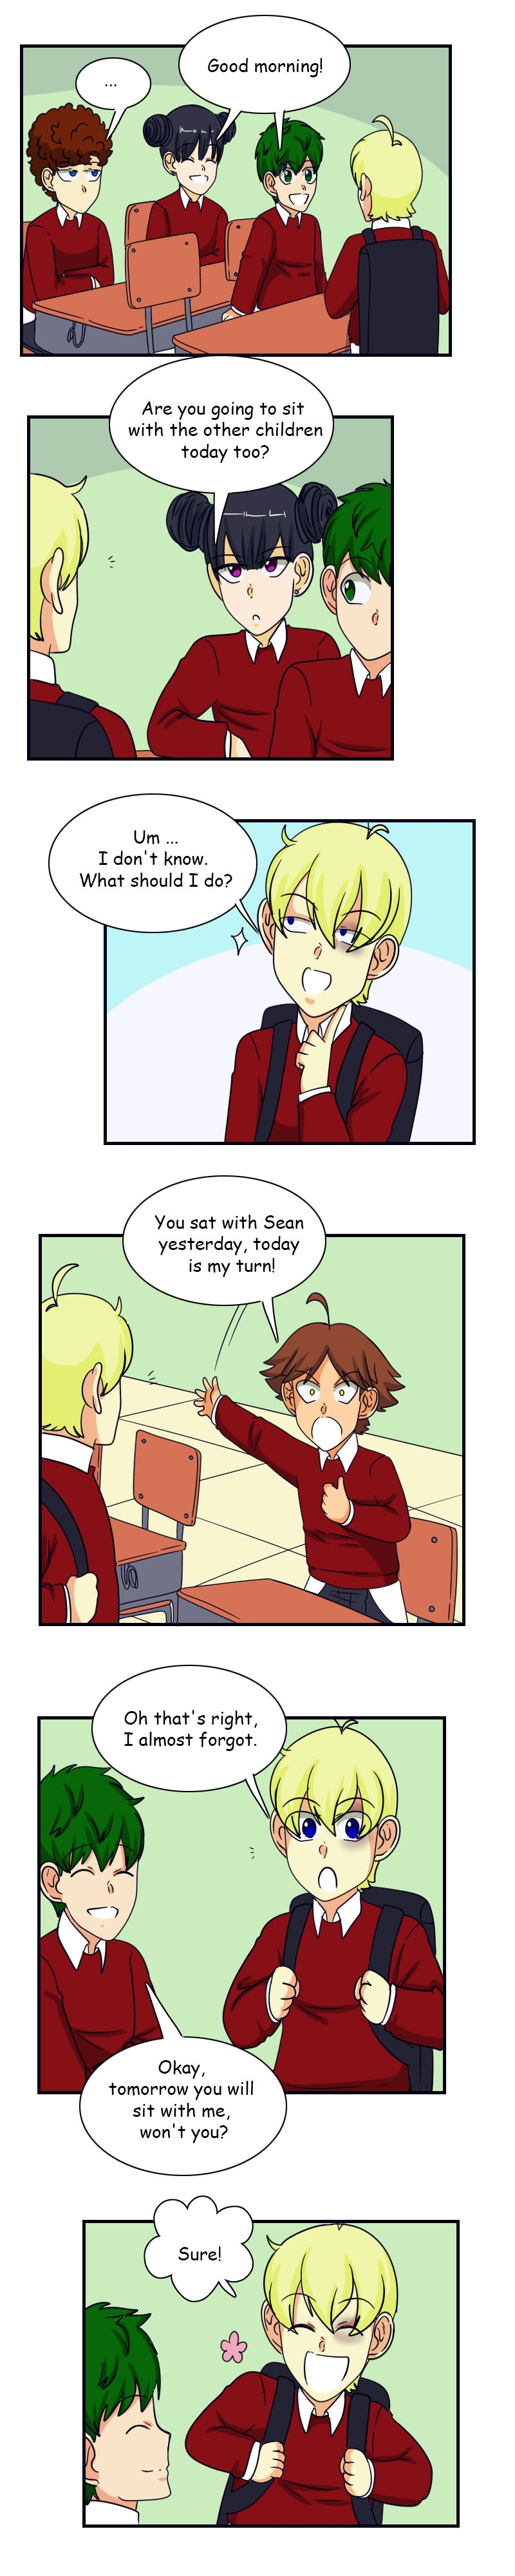 ...
Good morning!
Are you going to sit
with the other children
today too?
Um ...
I don't know.
What should I do?
You sat with Sean
yesterday, today
is my turn!
Oh that's right,
I almost forgot.
Okay,
tomorrow you will
sit with me,
won't you?
Sure!